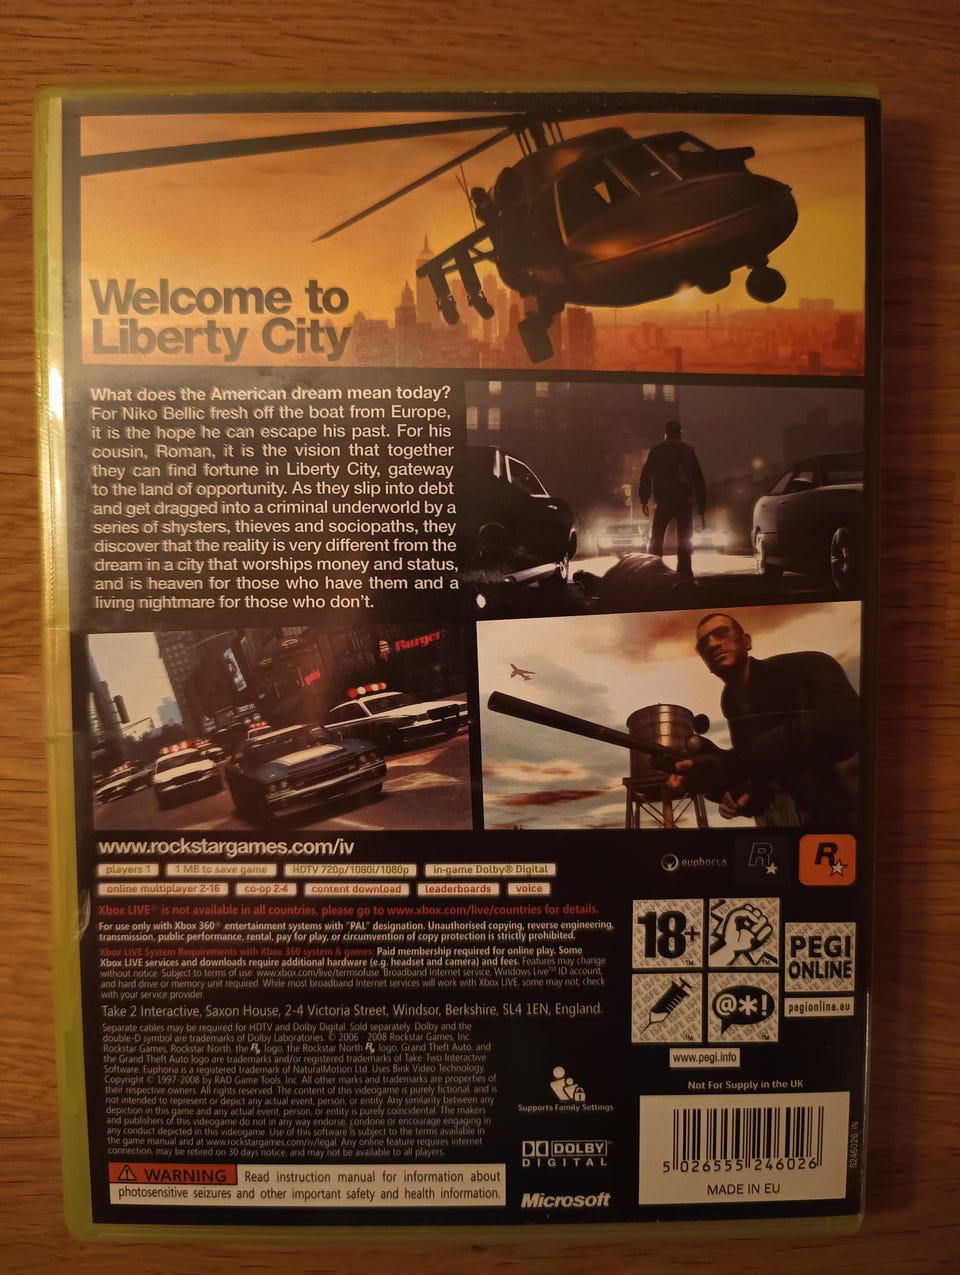 Welcome to
Liberty City
What does the American dream mean today?
For Niko Bellic fresh off the boat from Europe,
it is the hope he can escape his past. For his
cousin, Roman, it is the vision that together
they can find fortune in Liberty City, gateway
to the land of opportunity. As they slip into debt
and get dragged into a criminal underworld by a
series of shysters, thieves and sociopaths, they
discover that the reality is very different from the
dream in a city that worships money and status,
and is heaven for those who have them and a
living nightmare for those who don't.
Burger
www.rockstargames.com/iv
players 1
1 MB to save game
HDTV 720p/1080i/1080p
in-game Dolby® Digital
online multiplayer 2-16
co-op 2-4
content download
leaderboards
voice
euphoria
R
R
Xbox LIVE® is not available in all countries, please go to www.xbox.com/live/countries for details.
For use only with Xbox 360® entertainment systems with "PAL" designation. Unauthorised copying, reverse engineering,
transmission, public performance, rental, pay for play, or circumvention of copy protection is strictly prohibited.
Xbox LIVE System Requirements with Xbox 360 system & games: Paid membership required for online play. Some
Xbox LIVE services and downloads require additional hardware (e.g. headset and camera) and fees. Features may change
without notice. Subject to terms of use: www.xbox.com/live/termsofuse. Broadband Internet service, Windows Live™ ID account,
and hard drive or memory unit required. While most broadband Internet services will work with Xbox LIVE, some may not; check
with your service provider.
Take 2 Interactive, Saxon House, 2-4 Victoria Street, Windsor, Berkshire, SL4 1EN, England.
Separate cables may be required for HDTV and Dolby Digital. Sold separately. Dolby and the
double-D symbol are trademarks of Dolby Laboratories. © 2006 - 2008 Rockstar Games, Inc.
Rockstar Games, Rockstar North, the R logo, the Rockstar North R logo, Grand Theft Auto, and
the Grand Theft Auto logo are trademarks and/or registered trademarks of Take-Two Interactive
Software. Euphoria is a registered trademark of NaturalMotion Ltd. Uses Bink Video Technology.
Copyright © 1997-2008 by RAD Game Tools, Inc. All other marks and trademarks are properties of
their respective owners. All rights reserved. The content of this videogame is purely fictional, and is
not intended to represent or depict any actual event, person, or entity. Any similarity between any
depiction in this game and any actual event, person, or entity is purely coincidental. The makers
and publishers of this videogame do not in any way endorse, condone or encourage engaging in
any conduct depicted in this videogame. Use of this software is subject to the terms available in
the game manual and at www.rockstargames.com/iv/legal. Any online feature requires internet
connection, may be retired on 30 days notice, and may not be available to all players.
WARNING Read instruction manual for information about
photosensitive seizures and other important safety and health information.
18+
PEGI
ONLINE
@*!
pegionline.eu
www.pegi.info
Supports Family Settings
DOLBY
DIGITAL
Microsoft
Not For Supply in the UK
5 026555 246026
MADE IN EU
5246026-IN